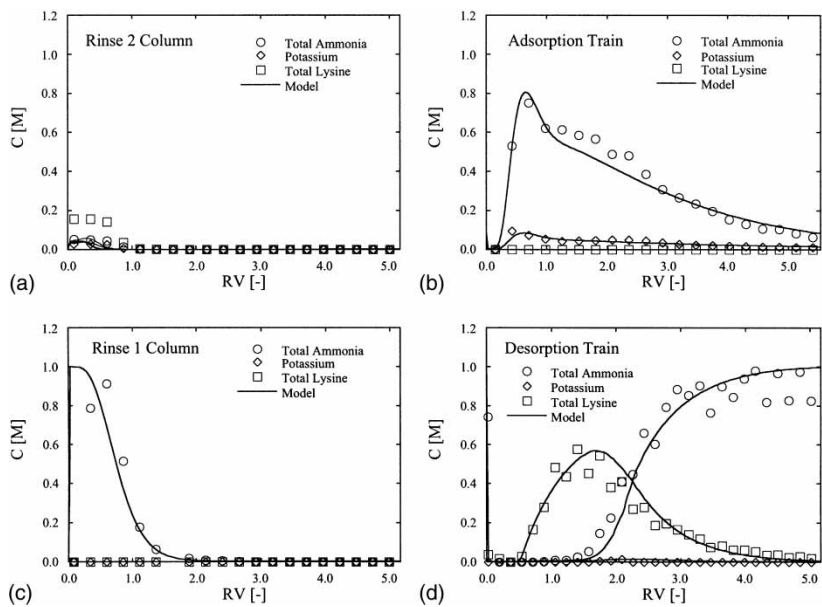 Rinse 2 Column
Total Ammonia
Potassium
Total Lysine
Model
C [M]
1.2
1.0
0.8
0.6
0.4
0.2
0.0
0.0 1.0 2.0 3.0 4.0 5.0
RV [-]
(a)
Adsorption Train
Total Ammonia
Potassium
Total Lysine
Model
C [M]
1.2
1.0
0.8
0.6
0.4
0.2
0.0
0.0 1.0 2.0 3.0 4.0 5.0
RV [-]
(b)
Rinse 1 Column
Total Ammonia
Potassium
Total Lysine
Model
C [M]
1.2
1.0
0.8
0.6
0.4
0.2
0.0
0.0 1.0 2.0 3.0 4.0 5.0
RV [-]
(c)
Desorption Train
Total Ammonia
Potassium
Total Lysine
Model
C [M]
1.2
1.0
0.8
0.6
0.4
0.2
0.0
0.0 1.0 2.0 3.0 4.0 5.0
RV [-]
(d)